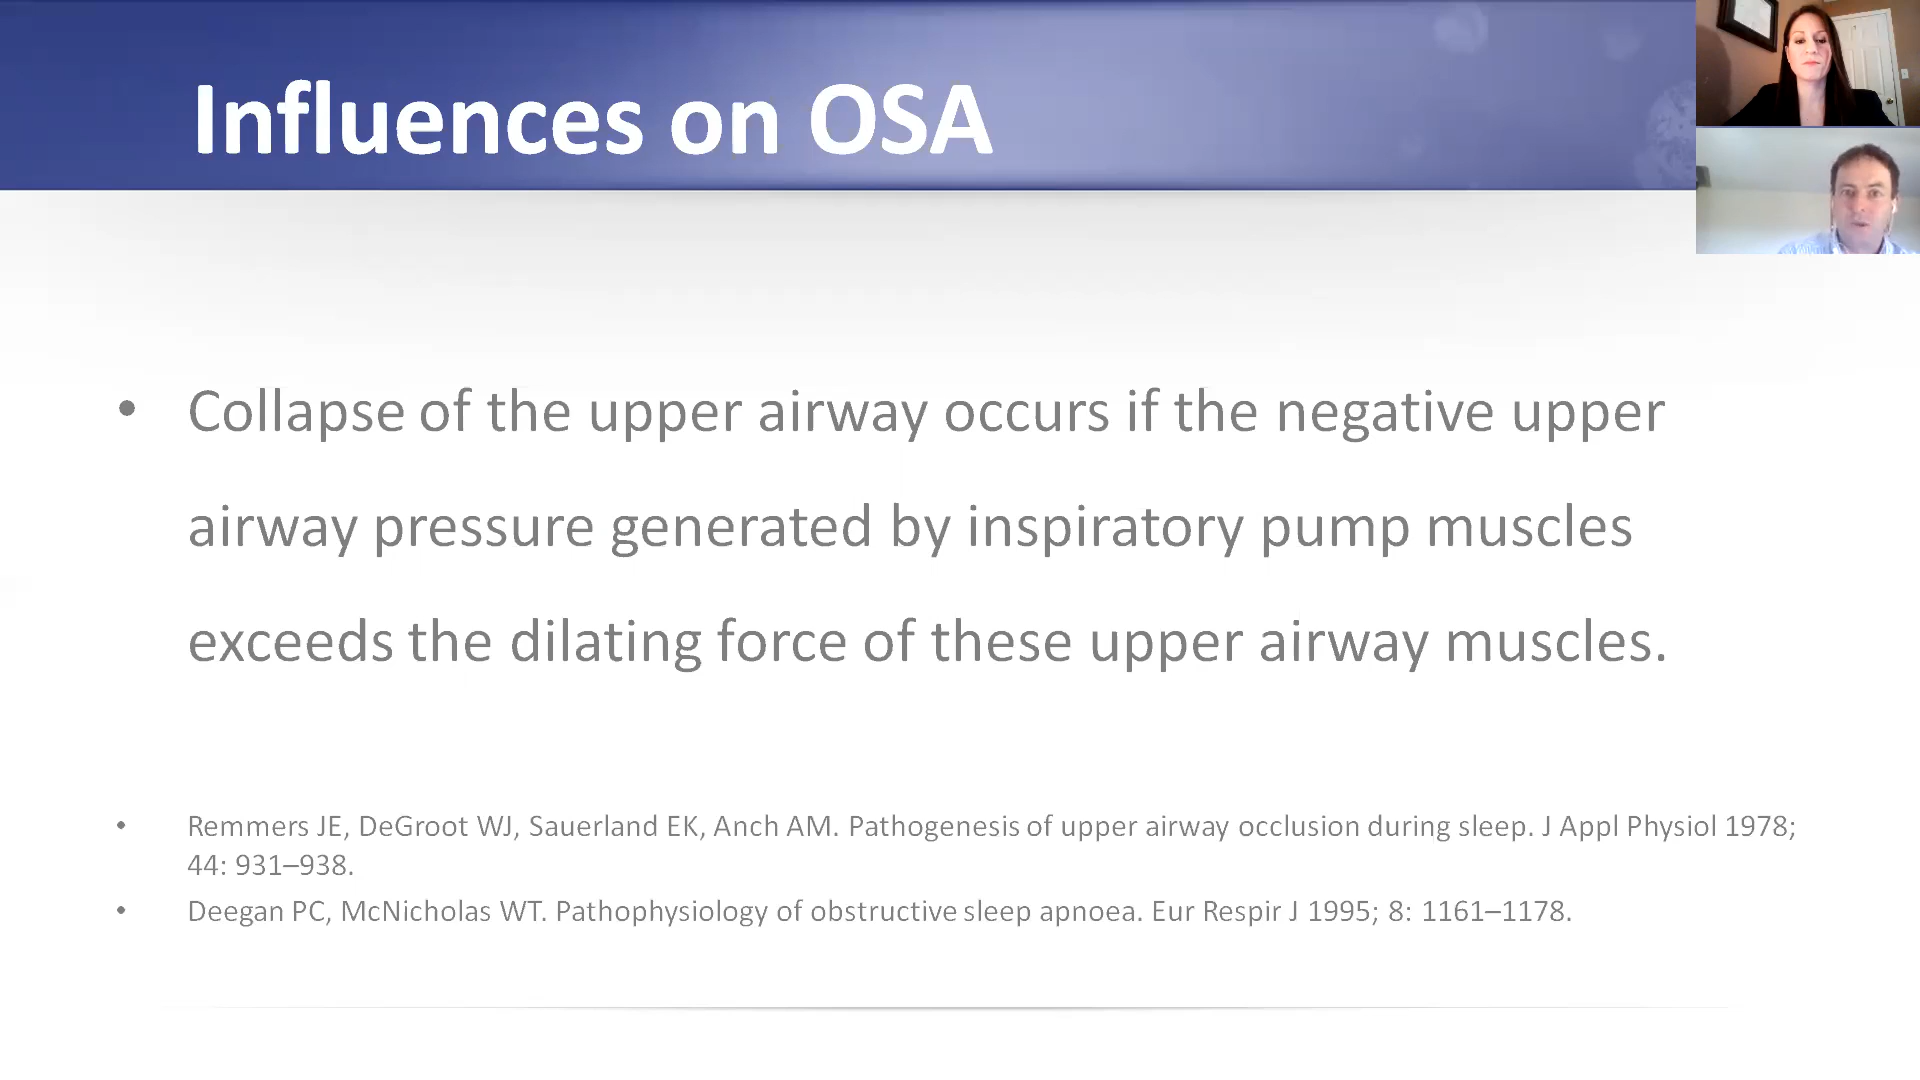 Influences on OSA
• Collapse of the upper airway occurs if the negative upper
airway pressure generated by inspiratory pump muscles
exceeds the dilating force of these upper airway muscles.
• Remmers JE, DeGroot WJ, Sauerland EK, Anch AM. Pathogenesis of upper airway occlusion during sleep. J Appl Physiol 1978;
44: 931–938.
• Deegan PC, McNicholas WT. Pathophysiology of obstructive sleep apnoea. Eur Respir J 1995; 8: 1161–1178.